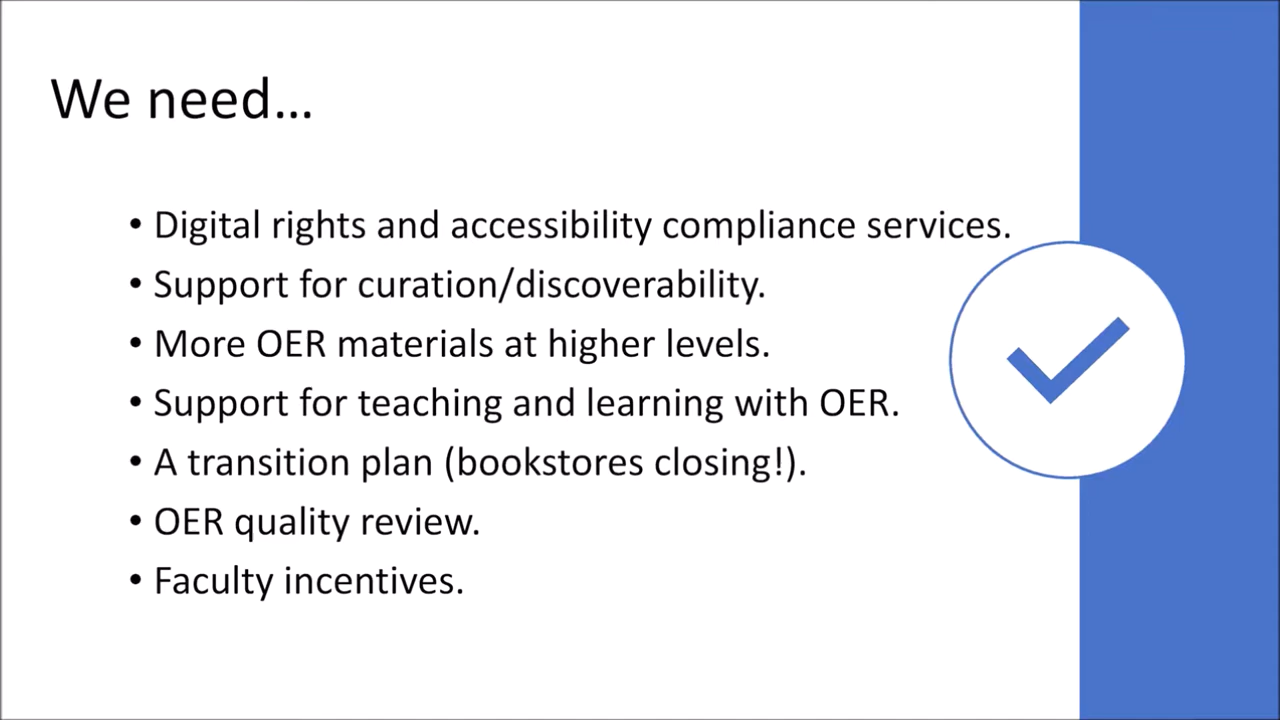 We need…
• Digital rights and accessibility compliance services.
• Support for curation/discoverability.
• More OER materials at higher levels.
• Support for teaching and learning with OER.
• A transition plan (bookstores closing!).
• OER quality review.
• Faculty incentives.